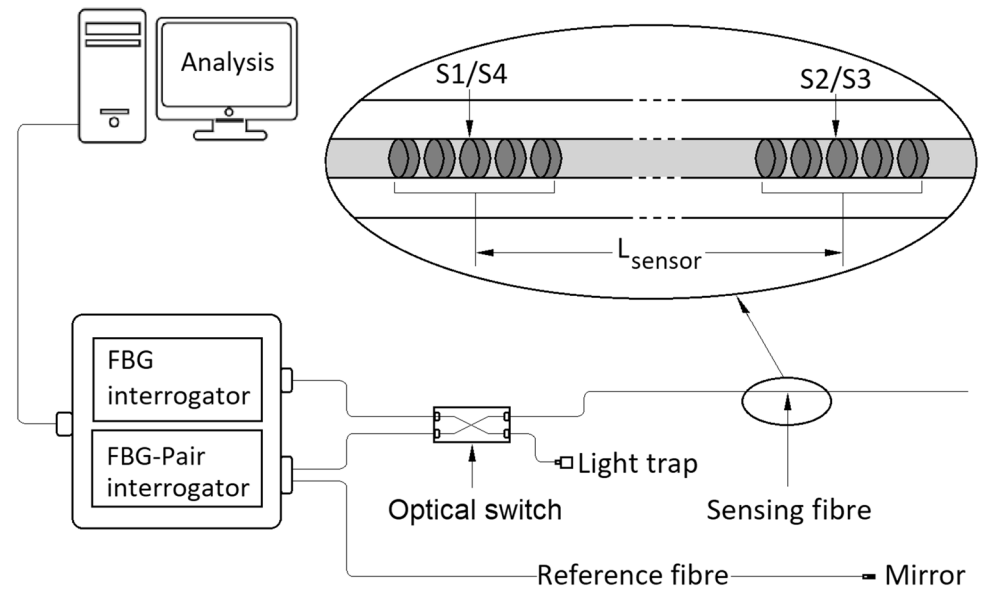 Analysis
S1/S4
S2/S3
Lsensor
FBG
interrogator
FBG-Pair
interrogator
Light trap
Optical switch
Sensing fibre
Reference fibre
Mirror